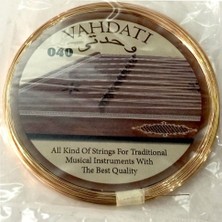 VAHDATI
وحدتی
040
All Kind Of Strings For Traditional
Musical Instruments With
The Best Quality